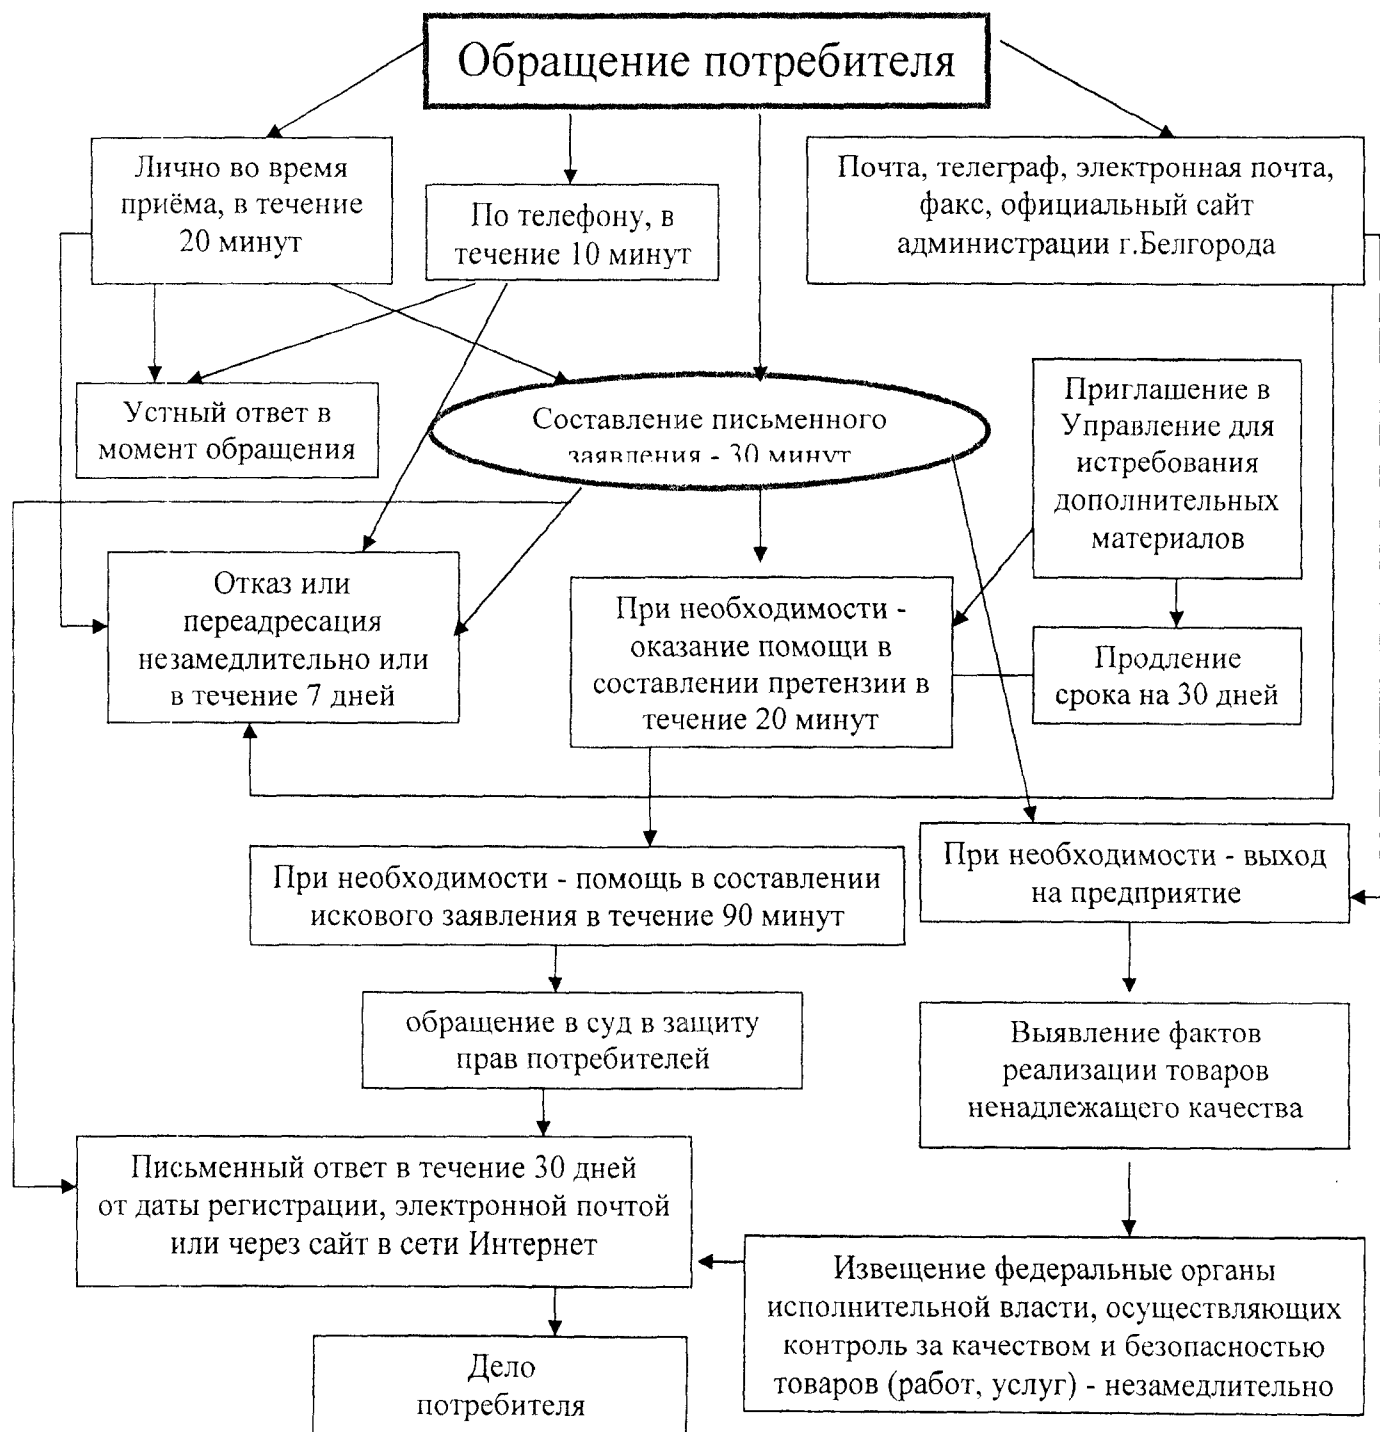 Обращение потребителя
Лично во время
приёма, в течение
20 минут
По телефону, в
течение 10 минут
Почта, телеграф, электронная почта,
факс, официальный сайт
администрации г.Белгорода
Устный ответ в
момент обращения
Составление письменного
заявления - 30 минут
Приглашение в
Управление для
истребования
дополнительных
материалов
Отказ или
переадресация
незамедлительно или
в течение 7 дней
При необходимости -
оказание помощи в
составлении претензии в
течение 20 минут
Продление
срока на 30 дней
При необходимости - помощь в составлении
искового заявления в течение 90 минут
При необходимости - выход
на предприятие
обращение в суд в защиту
прав потребителей
Выявление фактов
реализации товаров
ненадлежащего качества
Письменный ответ в течение 30 дней
от даты регистрации, электронной почтой
или через сайт в сети Интернет
Извещение федеральные органы
исполнительной власти, осуществляющих
контроль за качеством и безопасностью
товаров (работ, услуг) - незамедлительно
Дело
потребителя